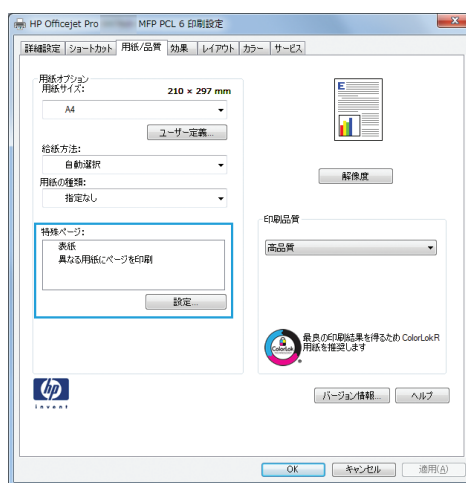 HP Officejet Pro MFP PCL 6 印刷設定
詳細設定 ショートカット 用紙/品質 効果 レイアウト カラー サービス
用紙オプション
用紙サイズ: 210 × 297 mm
A4
ユーザー定義...
給紙方法:
自動選択
用紙の種類:
指定なし
特殊ページ:
表紙
異なる用紙にページを印刷
設定...
E
解像度
印刷品質
高品質
ColorLok
最良の印刷結果を得るため ColorLokR
用紙を推奨します
hp
invent
バージョン情報... ヘルプ
OK キャンセル 適用(A)